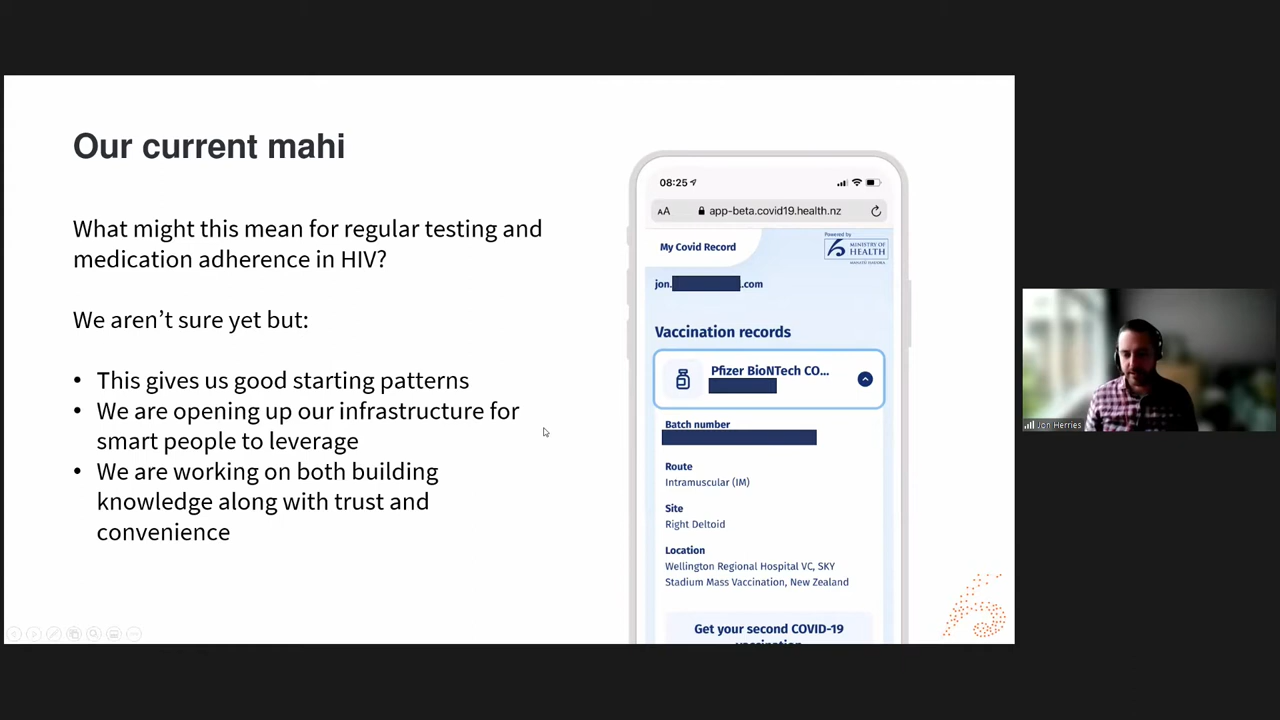 Our current mahi
What might this mean for regular testing and
medication adherence in HIV?
We aren’t sure yet but:
• This gives us good starting patterns
• We are opening up our infrastructure for
smart people to leverage
• We are working on both building
knowledge along with trust and
convenience
08:25
AA app-beta.covid19.health.nz
My Covid Record
Powered by
MINISTRY OF
HEALTH
MANATŪ HAUORA
jon. .com
Vaccination records
Pfizer BioNTech CO...
Batch number
Route
Intramuscular (IM)
Site
Right Deltoid
Location
Wellington Regional Hospital VC, SKY
Stadium Mass Vaccination, New Zealand
Get your second COVID-19
vaccination
Jon Herries